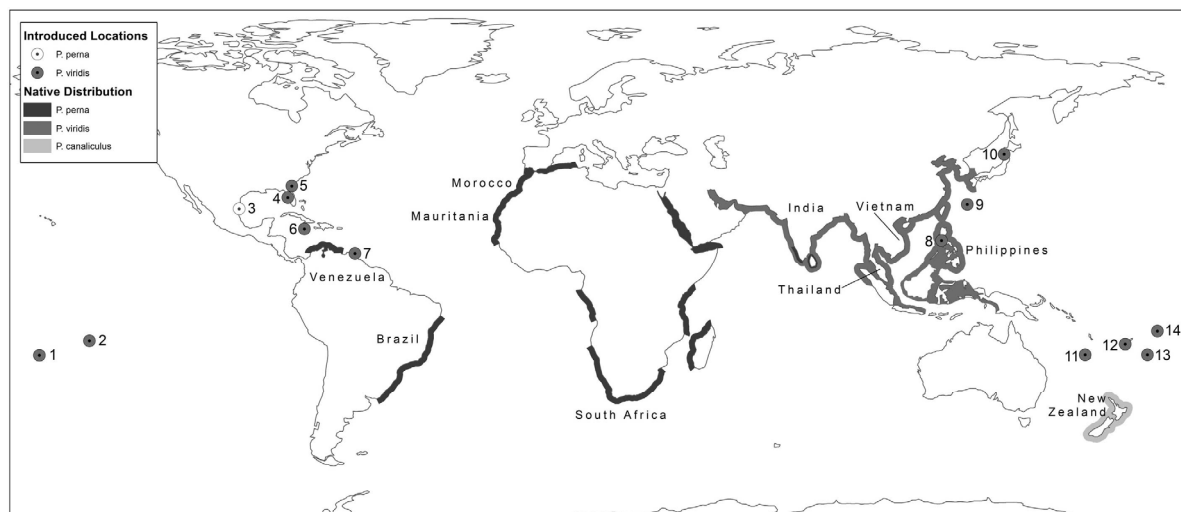 Introduced Locations
P. perna
P. viridis
Native Distribution
P. perna
P. viridis
P. canaliculus
10
Morocco
5
4
3
Mauritania
India
Vietnam
9
6
8
Philippines
7
Venezuela
Thailand
14
Brazil
2
12
1
11
13
New
Zealand
South Africa